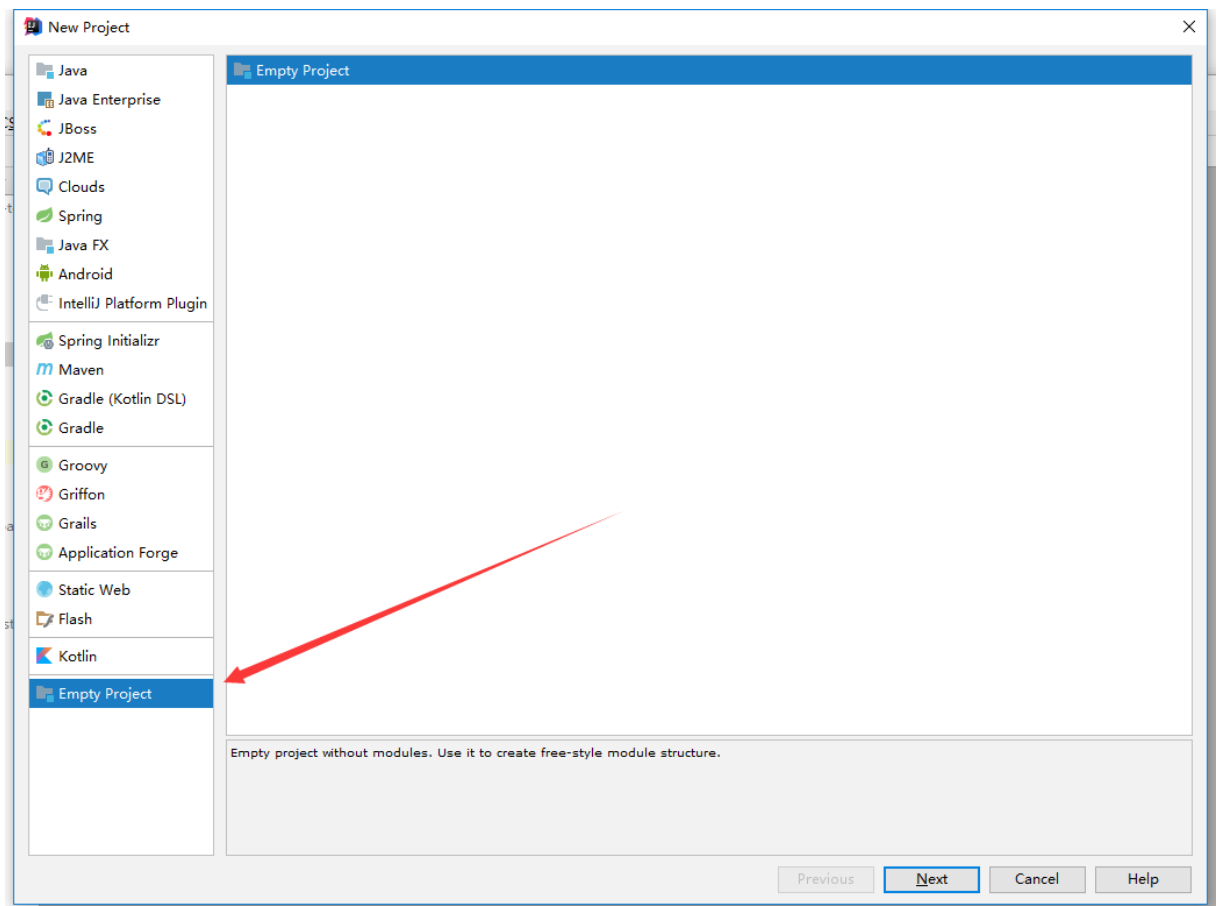 New Project
Java
Java Enterprise
JBoss
J2ME
Clouds
Spring
Java FX
Android
IntelliJ Platform Plugin
Spring Initializr
Maven
Gradle (Kotlin DSL)
Gradle
Groovy
Griffon
Grails
Application Forge
Static Web
Flash
Kotlin
Empty Project
Empty Project
Empty project without modules. Use it to create free-style module structure.
Previous
Next
Cancel
Help